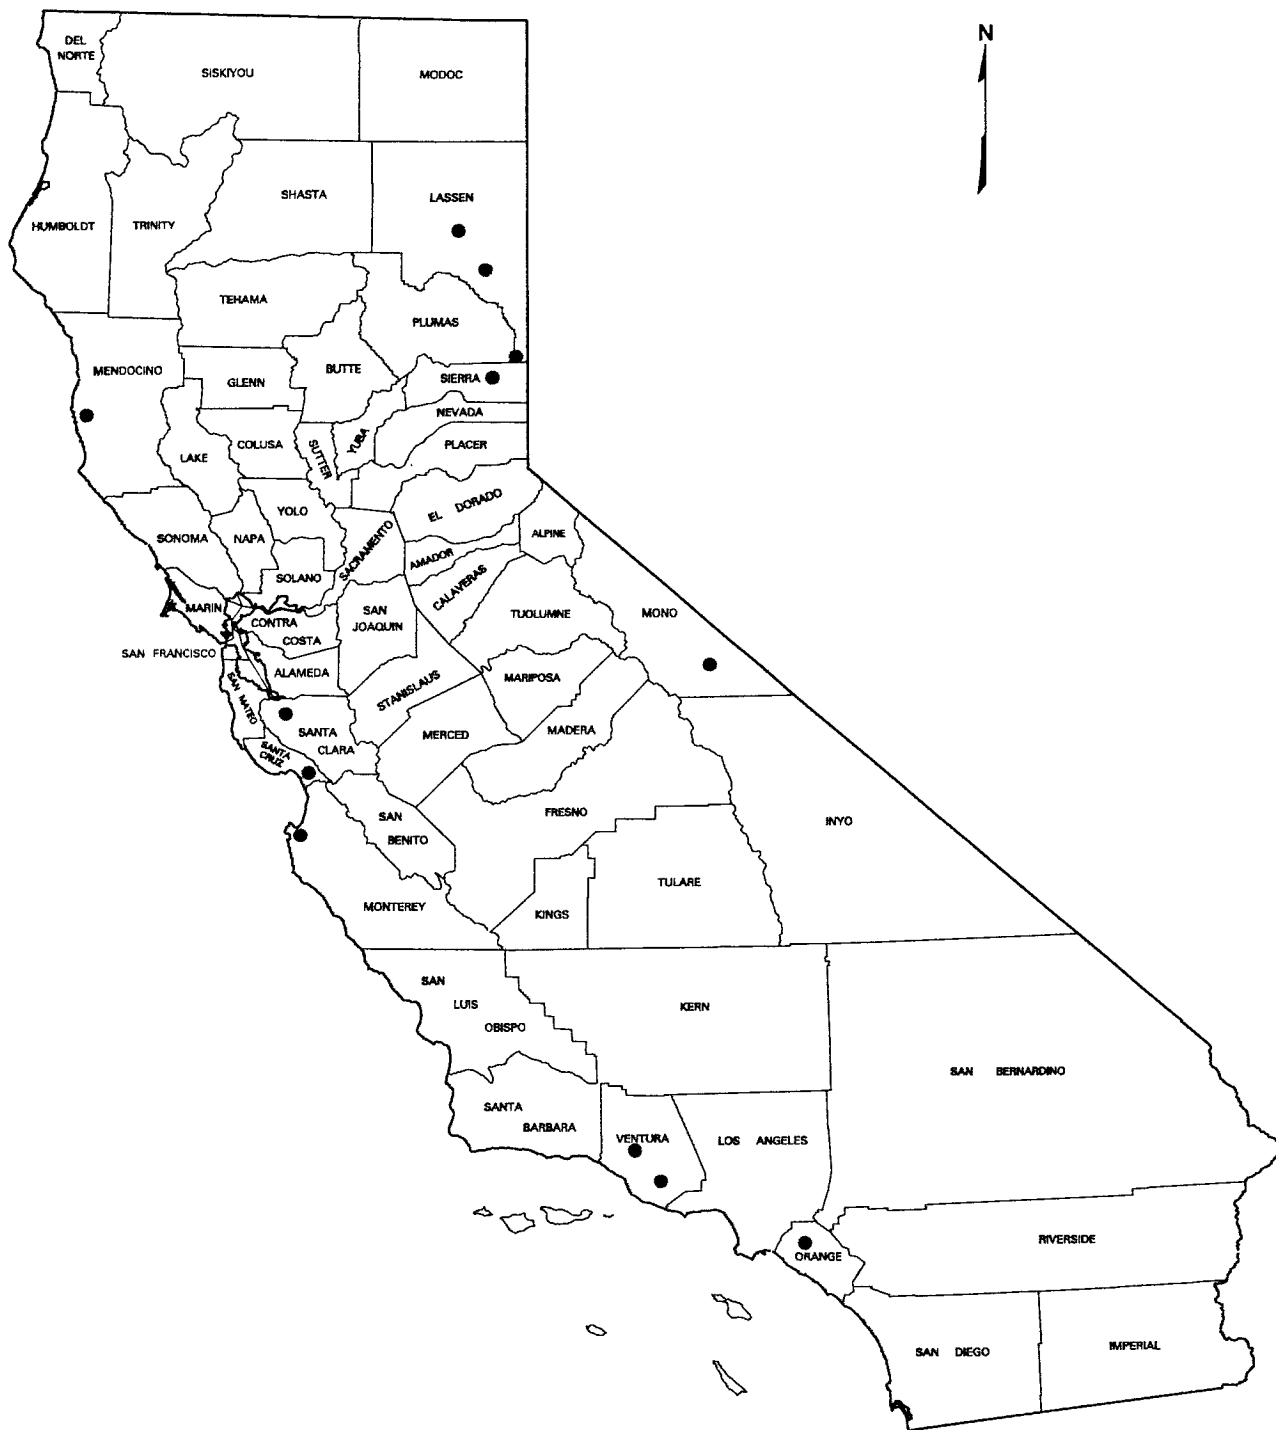 N
DEL
NORTE
SISKIYOU
MODOC
SHASTA
LASSEN
HUMBOLDT
TRINITY
TEHAMA
PLUMAS
MENDOCINO
GLENN
BUTTE
SIERRA
NEVADA
COLUSA
SUTTER
YUBA
PLACER
LAKE
EL DORADO
YOLO
SONOMA
NAPA
SACRAMENTO
ALPINE
AMADOR
SOLANO
CALAVERAS
MARIN
CONTRA
COSTA
SAN
JOAQUIN
TUOLUMNE
MONO
SAN FRANCISCO
ALAMEDA
STANISLAUS
MARIPOSA
SAN MATEO
SANTA
CLARA
MERCED
MADERA
SANTA
CRUZ
SAN
BENITO
FRESNO
INYO
TULARE
MONTEREY
KINGS
SAN
LUIS
OBISPO
KERN
SAN BERNARDINO
SANTA
BARBARA
VENTURA
LOS ANGELES
RIVERSIDE
ORANGE
SAN DIEGO
IMPERIAL